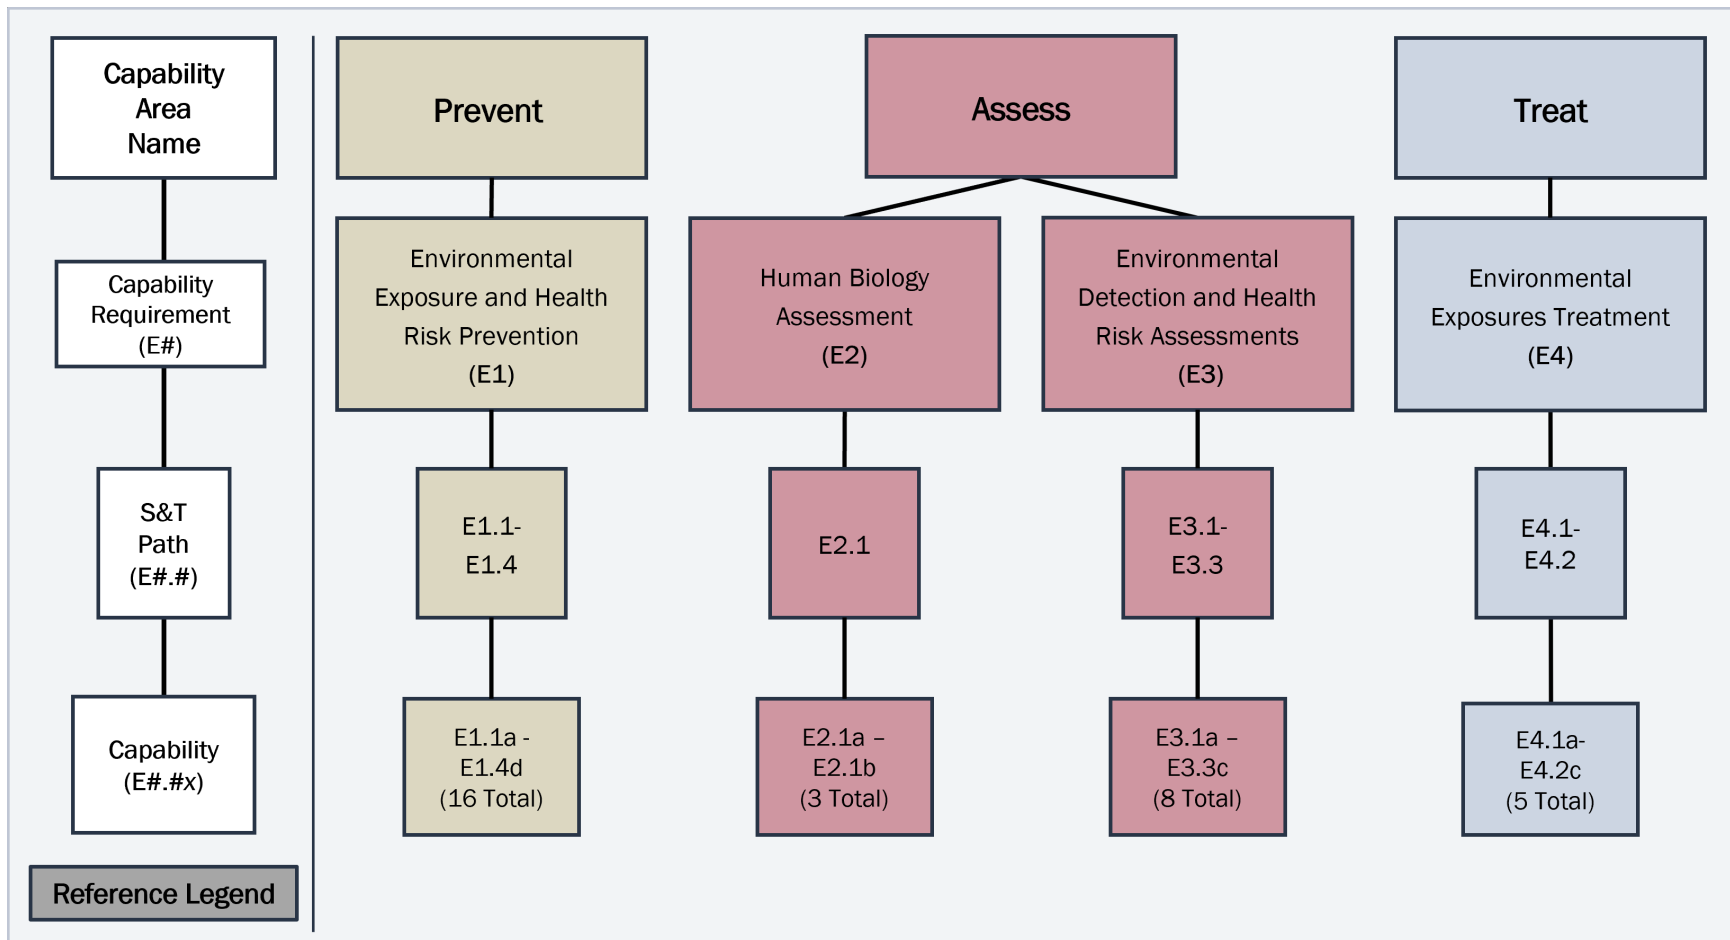 Capability
Area
Name
Capability
Requirement
(E#)
S&T
Path
(E#.#)
Capability
(E#.#x)
Reference Legend
Prevent
Environmental
Exposure and Health
Risk Prevention
(E1)
E1.1-
E1.4
E1.1a -
E1.4d
(16 Total)
Assess
Human Biology
Assessment
(E2)
E2.1
E2.1a –
E2.1b
(3 Total)
Environmental
Detection and Health
Risk Assessments
(E3)
E3.1-
E3.3
E3.1a –
E3.3c
(8 Total)
Treat
Environmental
Exposures Treatment
(E4)
E4.1-
E4.2
E4.1a-
E4.2c
(5 Total)